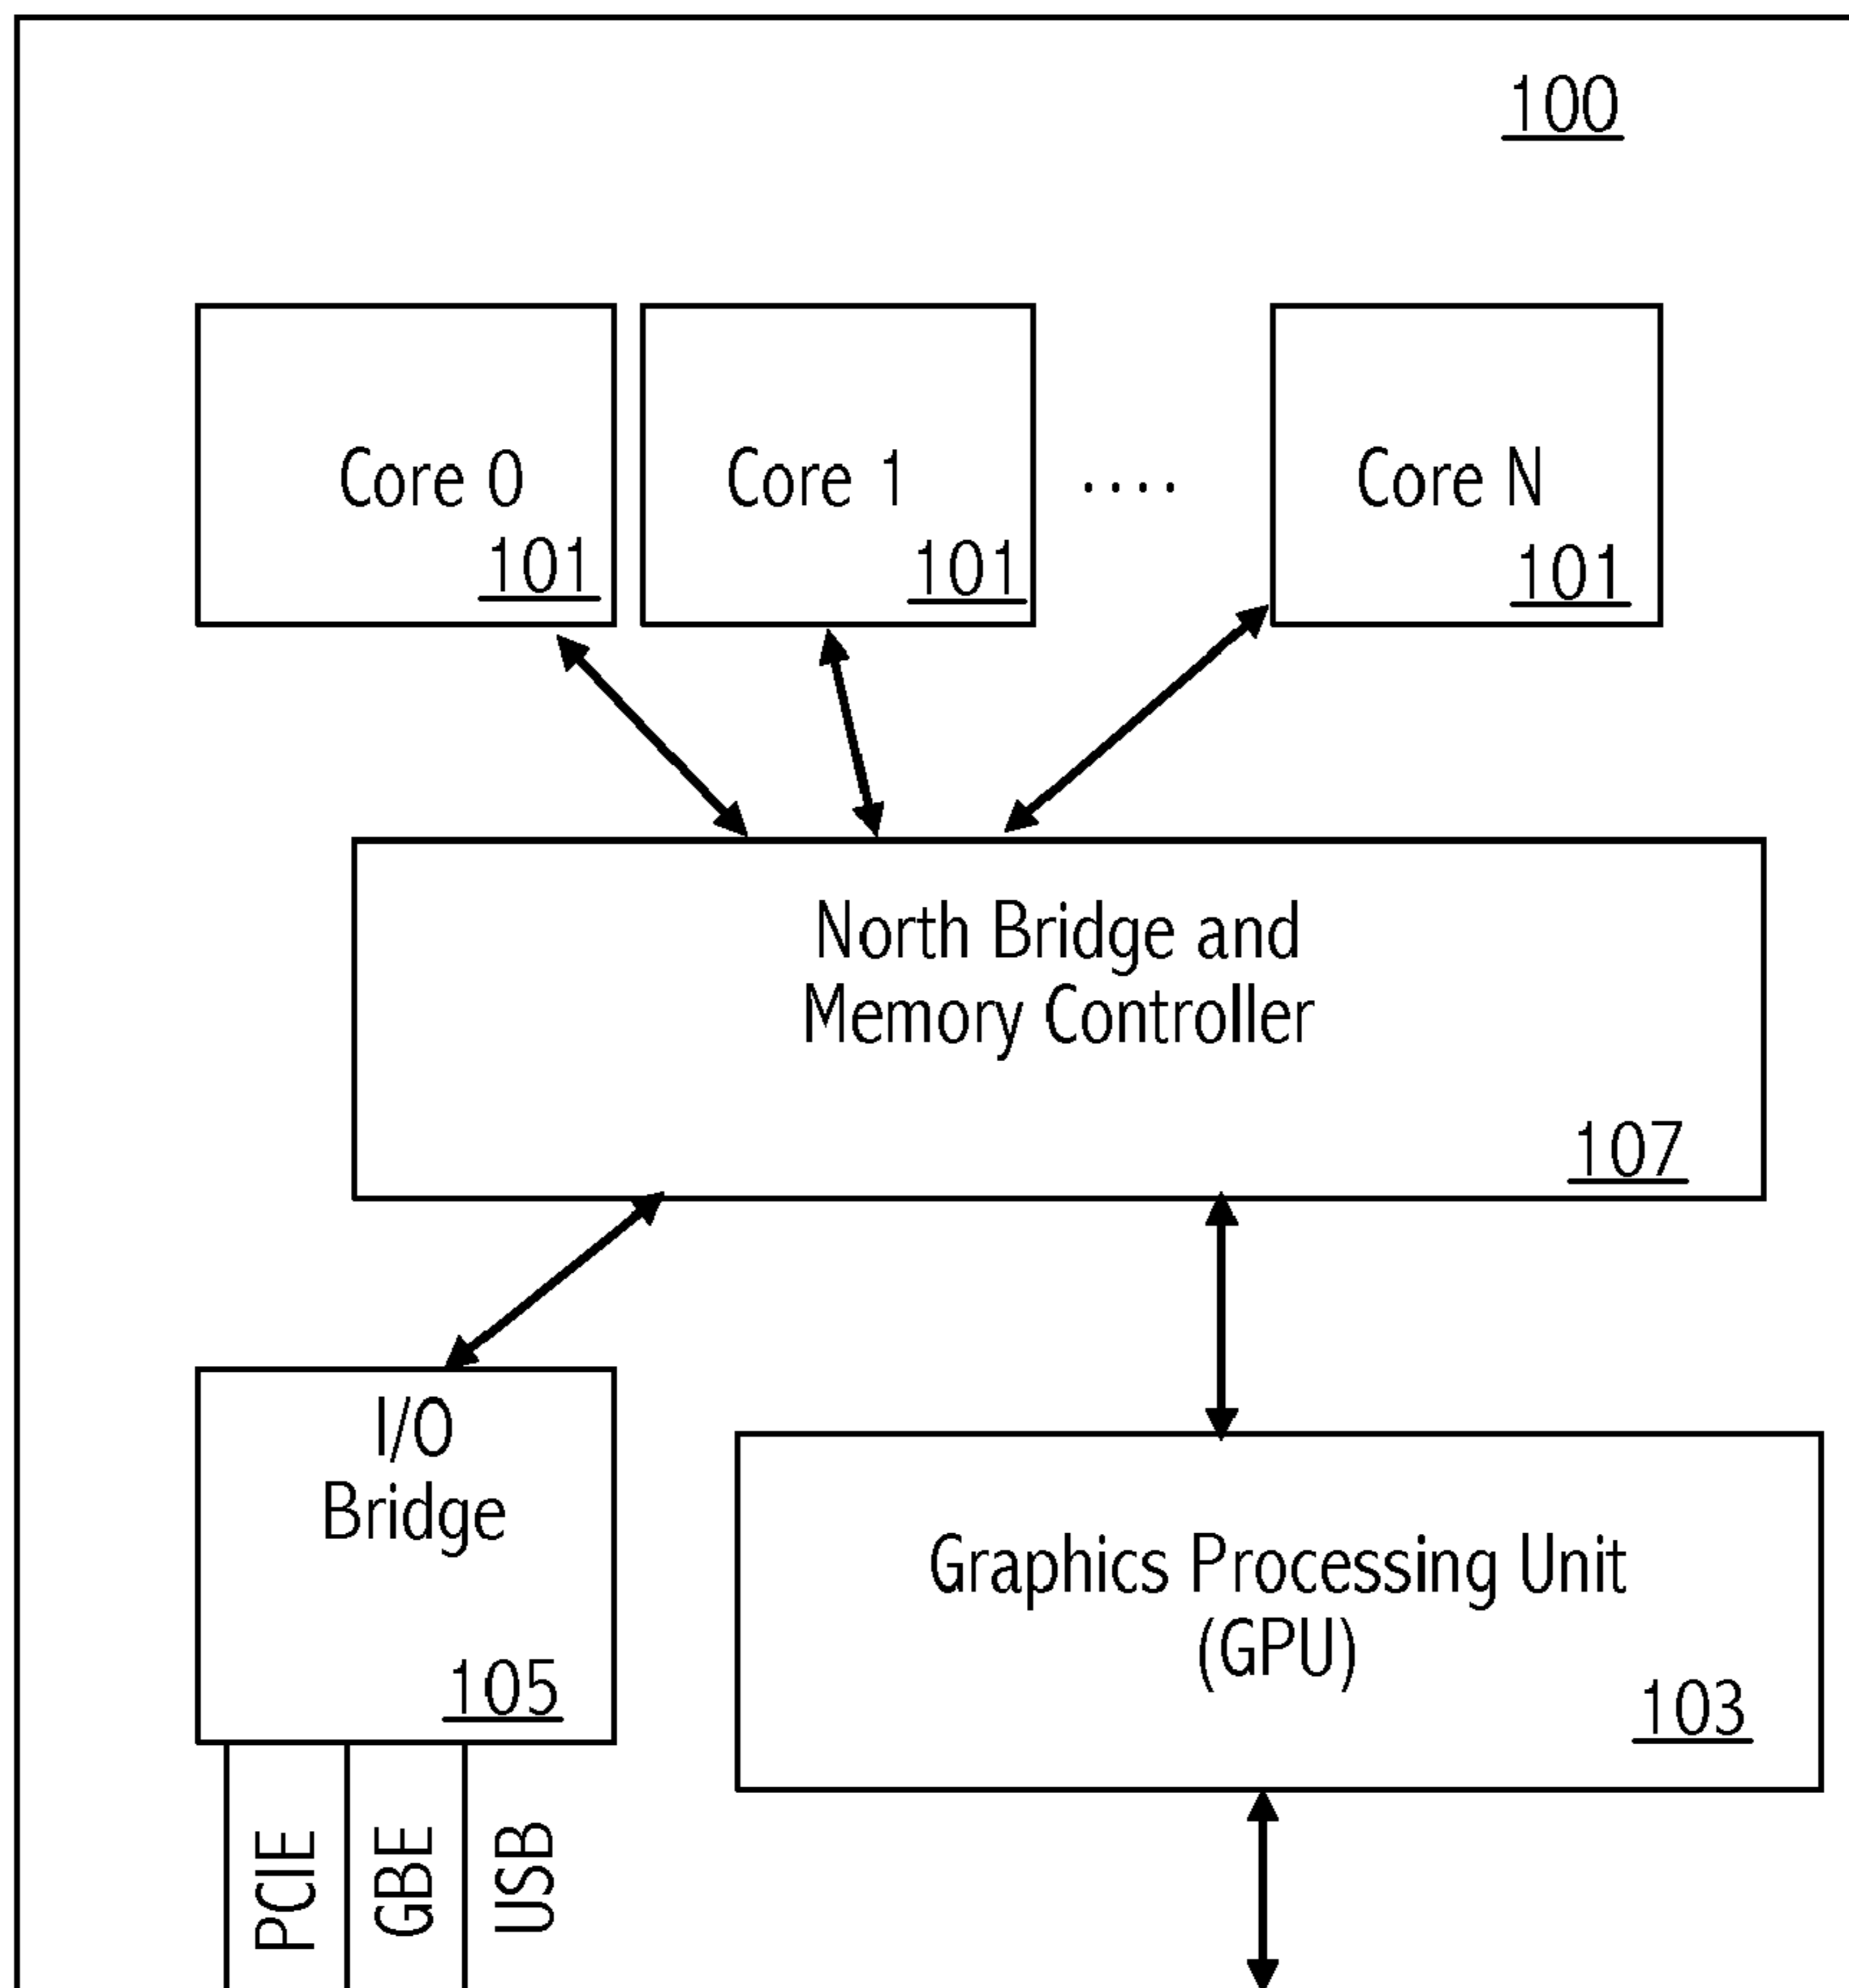 100
Core 0
101
Core 1
101
....
Core N
101
North Bridge and
Memory Controller
107
I/O
Bridge
105
Graphics Processing Unit
(GPU)
103
PCIE
GBE
USB